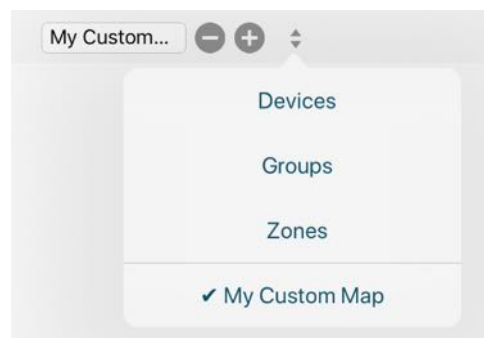 My Custom...
Devices
Groups
Zones
✔ My Custom Map